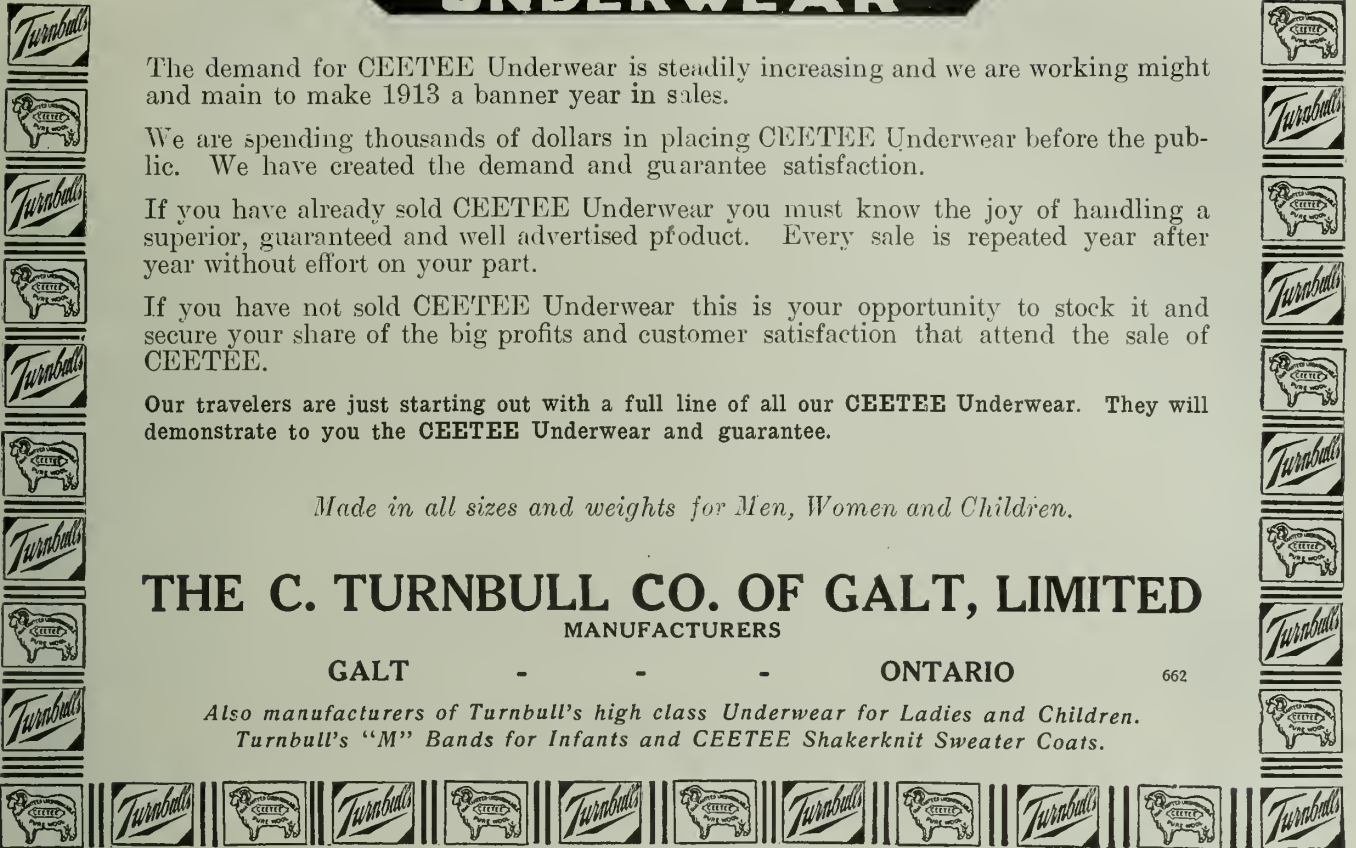 UNDERWEAR
The demand for CEETEE Underwear is steadily increasing and we are working might
and main to make 1913 a banner year in sales.
We are spending thousands of dollars in placing CEETEE Underwear before the pub-
lic. We have created the demand and guarantee satisfaction.
If you have already sold CEETEE Underwear you must know the joy of handling a
superior, guaranteed and well advertised product. Every sale is repeated year after
year without effort on your part.
If you have not sold CEETEE Underwear this is your opportunity to stock it and
secure your share of the big profits and customer satisfaction that attend the sale of
CEETEE.
Our travelers are just starting out with a full line of all our CEETEE Underwear. They will
demonstrate to you the CEETEE Underwear and guarantee.
Made in all sizes and weights for Men, Women and Children.
THE C. TURNBULL CO. OF GALT, LIMITED
MANUFACTURERS
GALT - - - ONTARIO 662
Also manufacturers of Turnbull's high class Underwear for Ladies and Children.
Turnbull's "M" Bands for Infants and CEETEE Shakerknit Sweater Coats.
Turnbull's
CEETEE
PURE WOOL